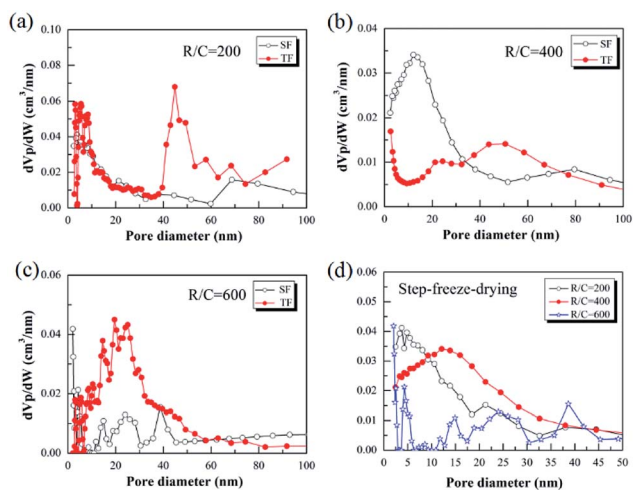 (a)
R/C=200
SF
TF
dVp/dW (cm³/nm)
0.10
0.08
0.06
0.04
0.02
0.00
0 20 40 60 80 100
Pore diameter (nm)
(b)
R/C=400
SF
TF
dVp/dW (cm³/nm)
0.04
0.03
0.02
0.01
0.00
0 20 40 60 80 100
Pore diameter (nm)
(c)
R/C=600
SF
TF
dVp/dW (cm³/nm)
0.06
0.04
0.02
0.00
0 20 40 60 80 100
Pore diameter (nm)
(d)
Step-freeze-drying
R/C=200
R/C=400
R/C=600
dVp/dW (cm³/nm)
0.06
0.05
0.04
0.03
0.02
0.01
0.00
0 5 10 15 20 25 30 35 40 45 50
Pore diameter (nm)